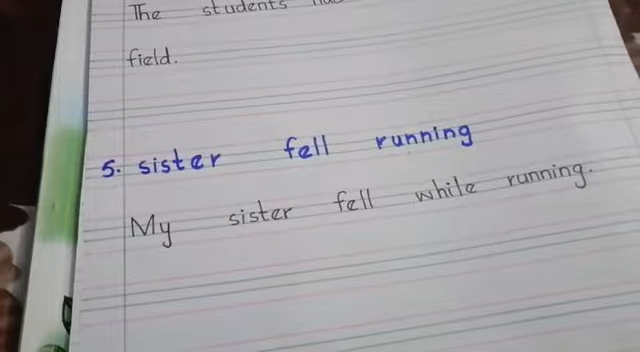 The students
field.
5. sister fell running
My sister fell while running.